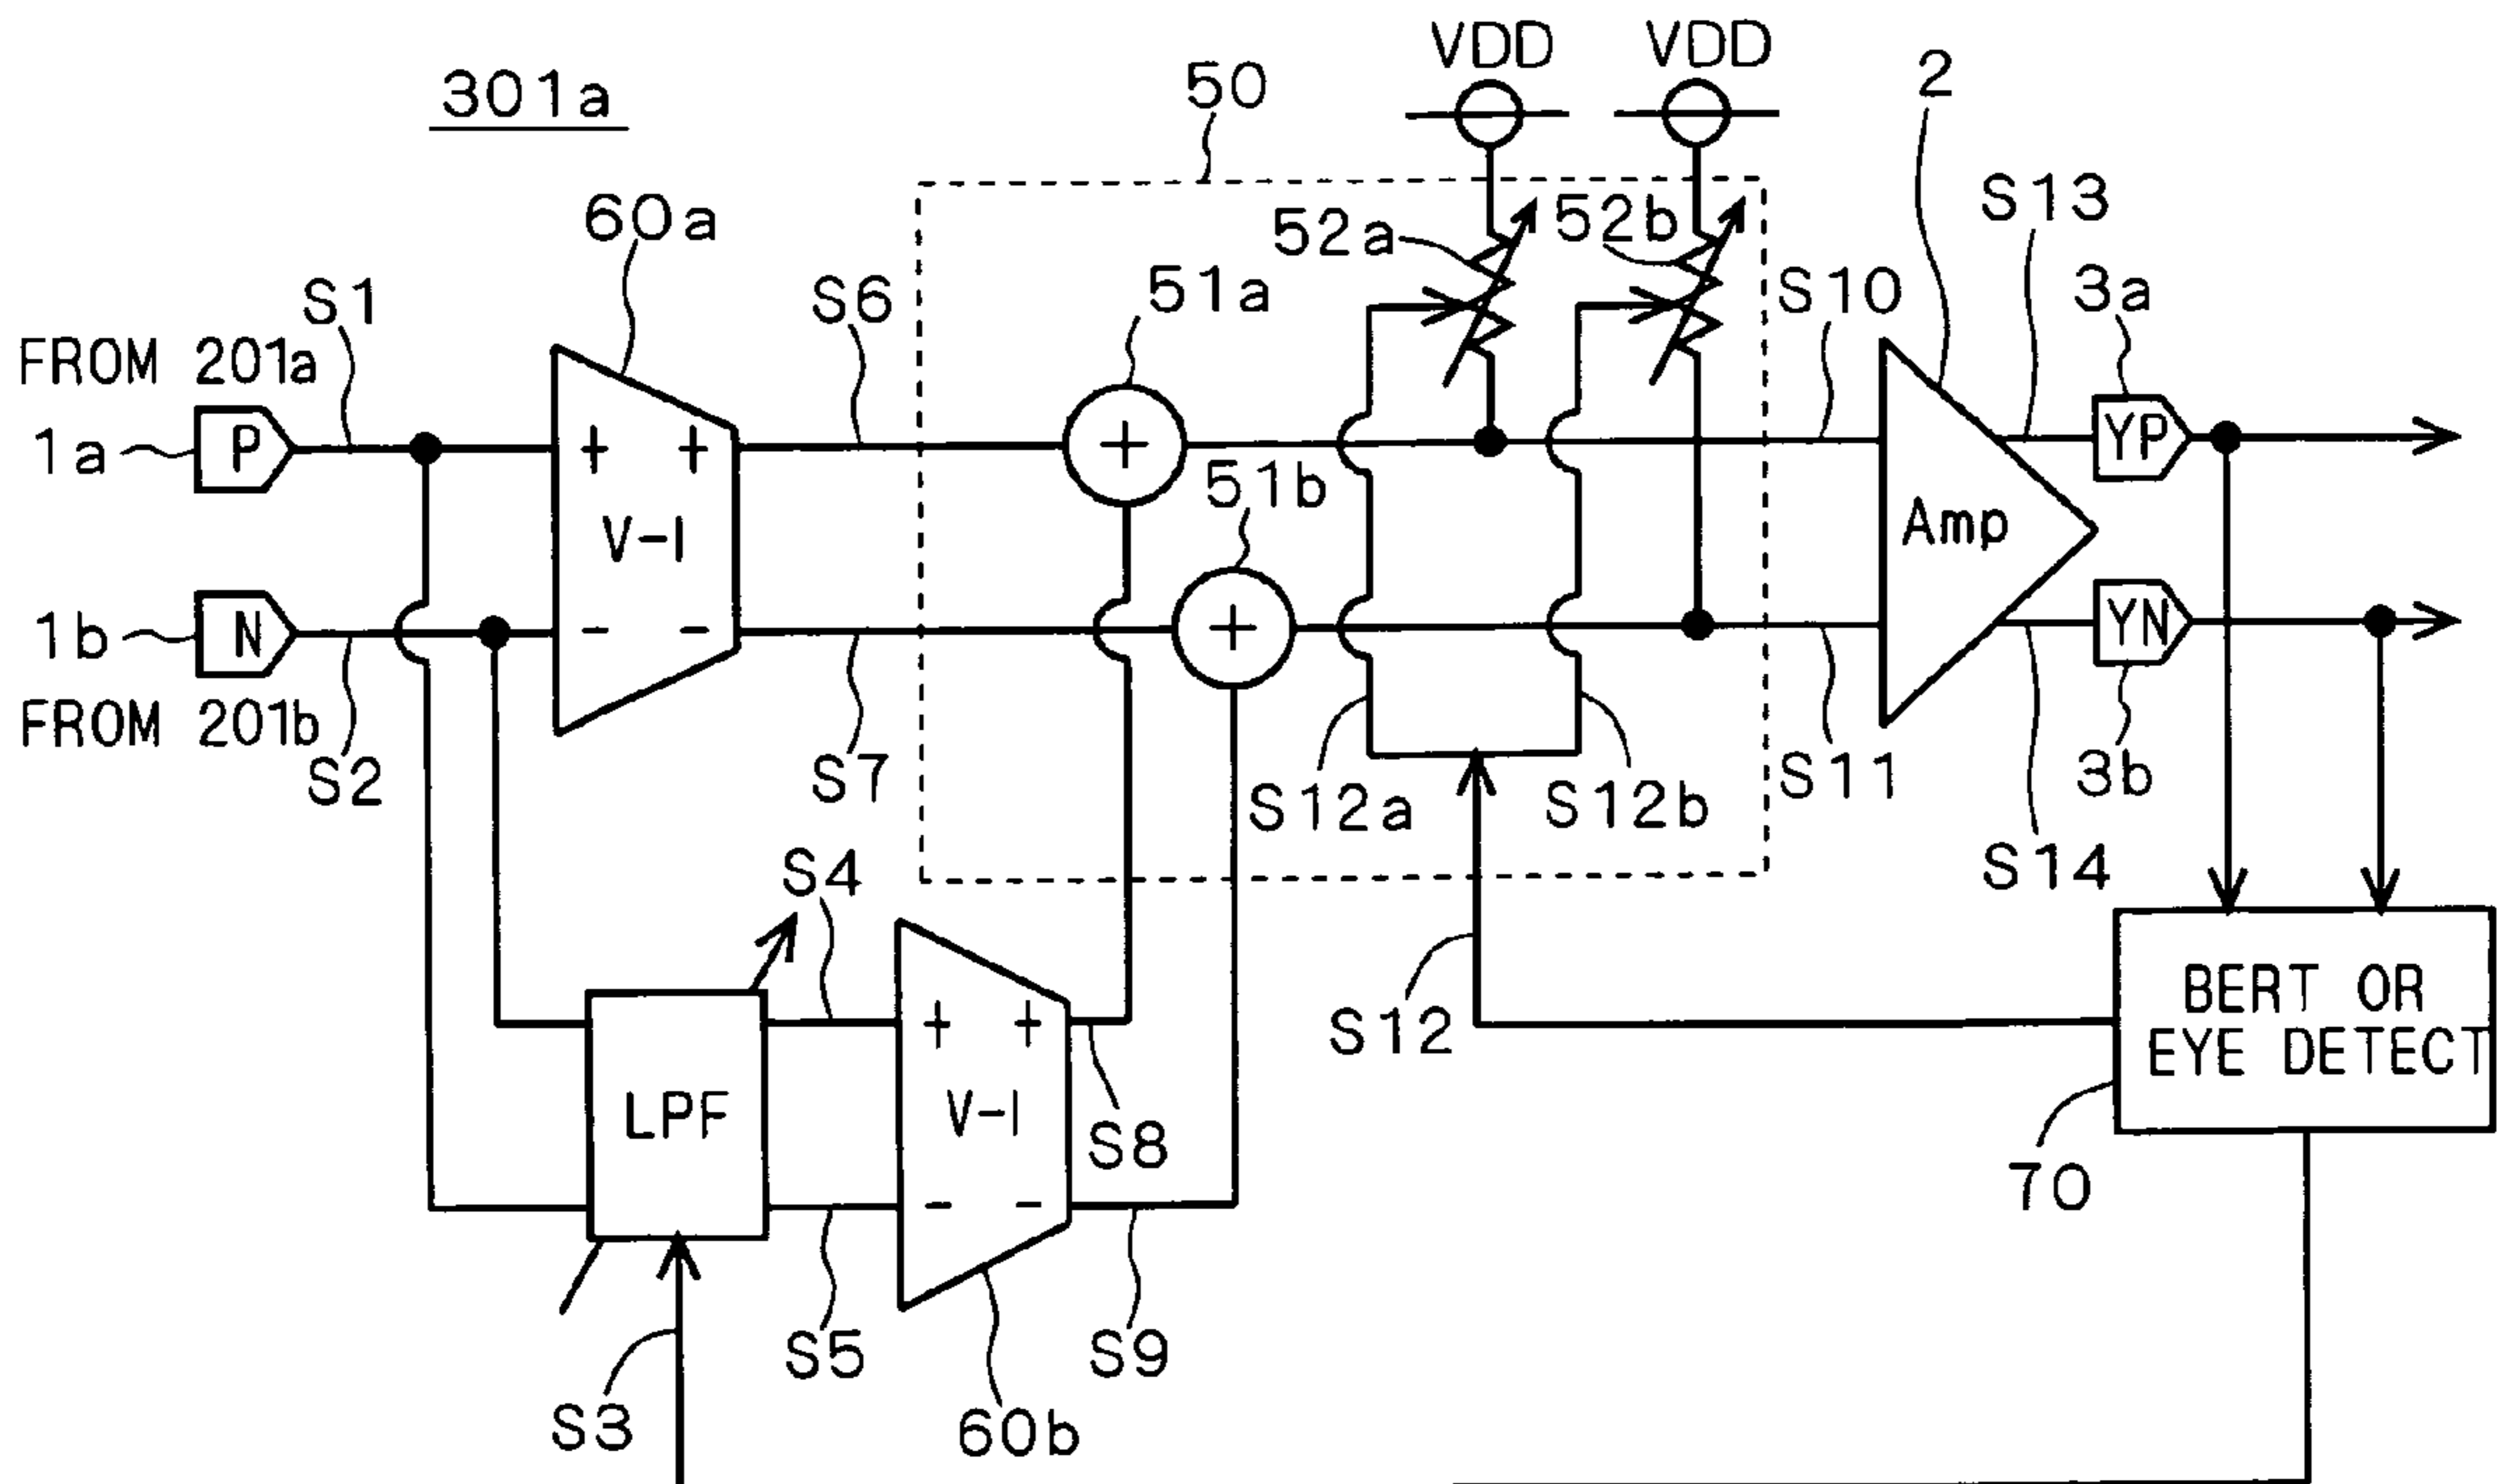 301a
50
VDD
VDD
2
60a
52a
52b
S13
S1
S6
51a
S10
3a
FROM 201a
1a
P
+
+
+
YP
51b
V-I
Amp
1b
N
-
-
+
YN
FROM 201b
S2
S7
S12a
S12b
S11
3b
S4
S14
S12
BERT OR
EYE DETECT
+
+
LPF
V-I
S8
70
-
-
S3
S5
60b
S9